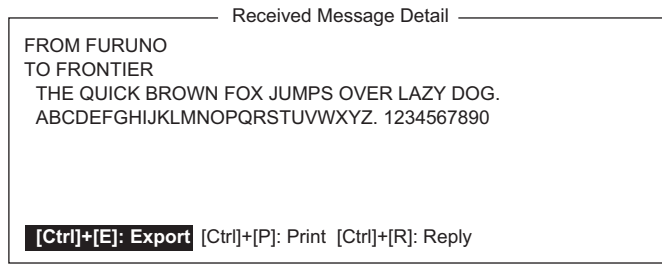 Received Message Detail
FROM FURUNO
TO FRONTIER
THE QUICK BROWN FOX JUMPS OVER LAZY DOG.
ABCDEFGHIJKLMNOPQRSTUVWXYZ. 1234567890
[Ctrl]+[E]: Export [Ctrl]+[P]: Print [Ctrl]+[R]: Reply